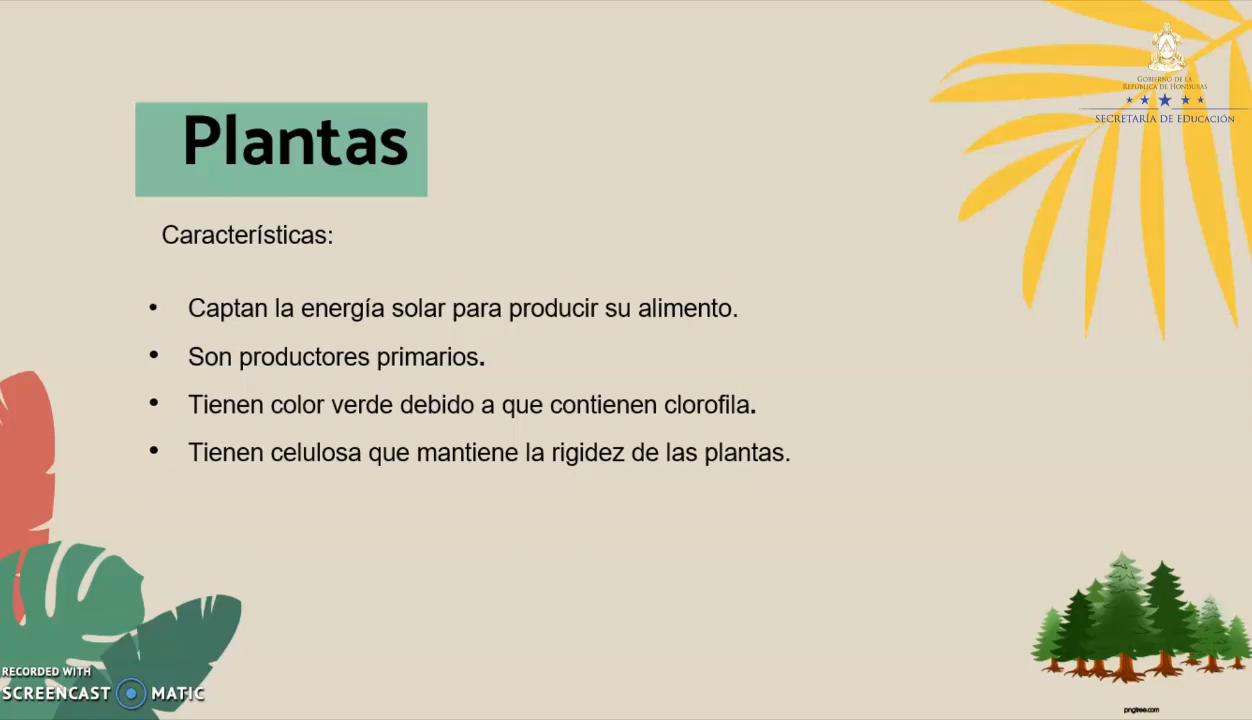 GOBIERNO DE LA
REPÚBLICA DE HONDURAS
SECRETARÍA DE EDUCACIÓN
Plantas
Características:
• Captan la energía solar para producir su alimento.
• Son productores primarios.
• Tienen color verde debido a que contienen clorofila.
• Tienen celulosa que mantiene la rigidez de las plantas.
RECORDED WITH
SCREENCAST MATIC
pngtree.com